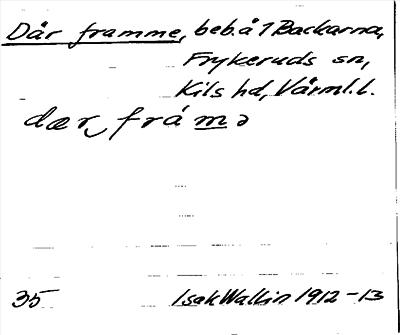 Där framme, beb. å 1 Backarna,
Frykeruds sn,
Kils hd, Värml. l.
dær frámə
35 Isak Wallin 1912-13